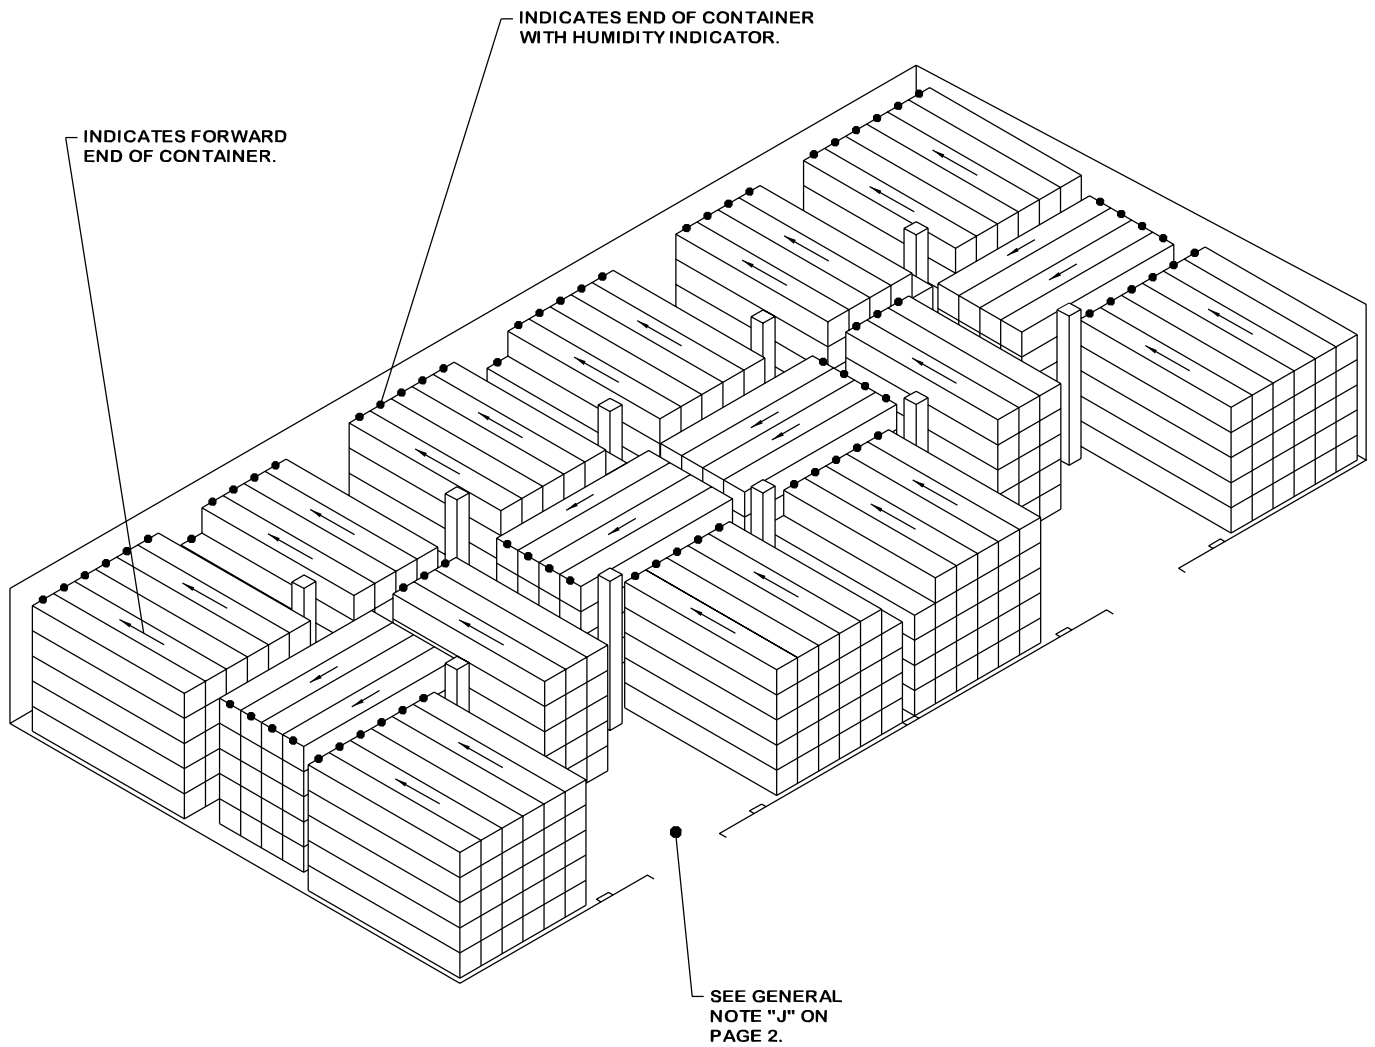 INDICATES END OF CONTAINER
WITH HUMIDITY INDICATOR.
INDICATES FORWARD
END OF CONTAINER.
SEE GENERAL
NOTE "J" ON
PAGE 2.